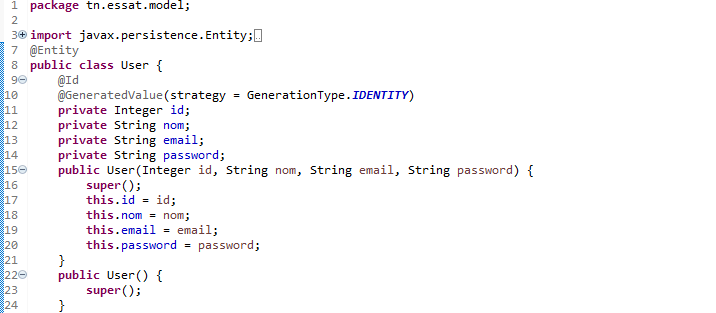 1 package tn.essat.model;
2
3 import javax.persistence.Entity;
7 @Entity
8 public class User {
9 @Id
10 @GeneratedValue(strategy = GenerationType.IDENTITY)
11 private Integer id;
12 private String nom;
13 private String email;
14 private String password;
15 public User(Integer id, String nom, String email, String password) {
16 super();
17 this.id = id;
18 this.nom = nom;
19 this.email = email;
20 this.password = password;
21 }
22 public User() {
23 super();
24 }